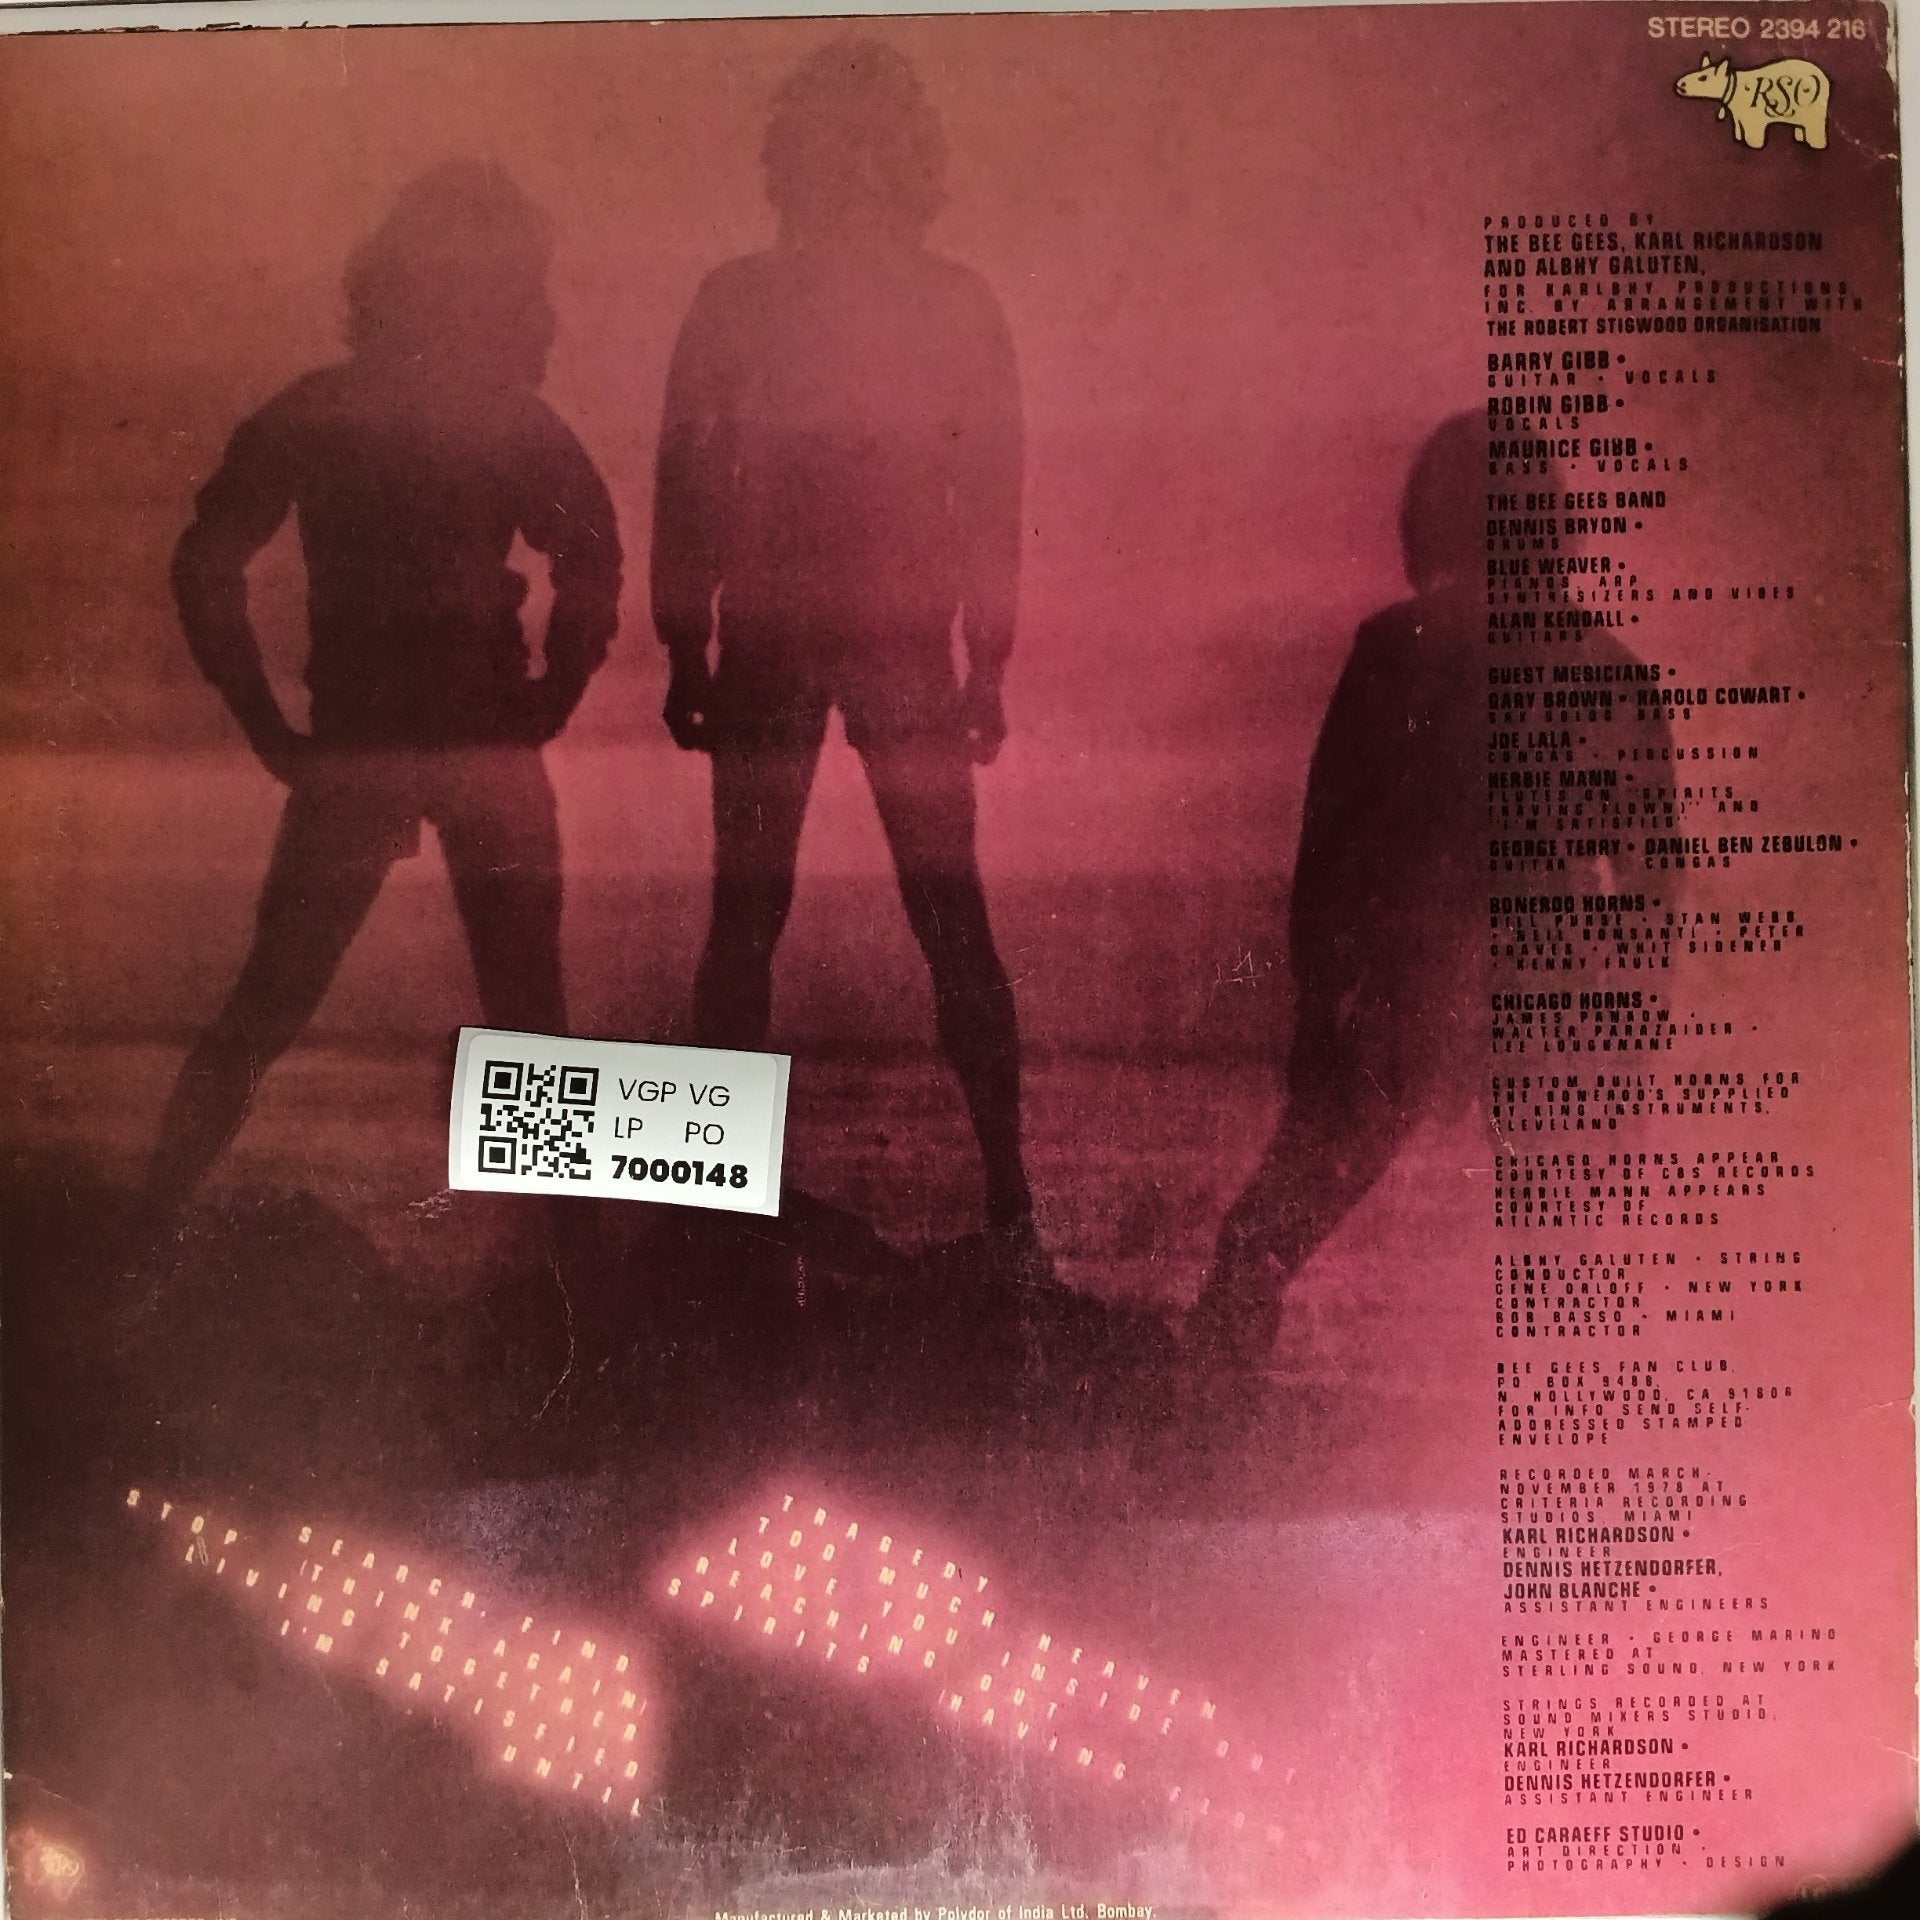 STEREO 2394 216
RSO
PRODUCED BY
THE BEE GEES, KARL RICHARDSON
AND ALBHY GALUTEN,
FOR KARLBHY PRODUCTIONS,
INC. BY ARRANGEMENT WITH
THE ROBERT STIGWOOD ORGANISATION
BARRY GIBB •
GUITAR • VOCALS
ROBIN GIBB •
VOCALS
MAURICE GIBB •
BASS • VOCALS
THE BEE GEES BAND
DENNIS BRYON •
DRUMS
BLUE WEAVER •
PIANOS, ARP
SYNTHESIZERS AND VIBES
ALAN KENDALL •
GUITARS
GUEST MUSICIANS •
GARY BROWN • HAROLD COWART •
SAX SOLOS BASS
JOE LALA •
CONGAS • PERCUSSION
HERBIE MANN •
FLUTES ON "SPIRITS
(HAVING FLOWN)" AND
"I'M SATISFIED"
GEORGE TERRY • DANIEL BEN ZEBULON •
GUITAR CONGAS
BONEROO HORNS •
BILL PURSE • STAN WEBB
• NEIL BONSANTI • PETER
GRAVES • WHIT SIDENER
• KENNY FAULK
CHICAGO HORNS •
JAMES PANKOW •
WALTER PARAZAIDER •
LEE LOUGHNANE
CUSTOM BUILT HORNS FOR
THE BONEROO'S SUPPLIED
BY KING INSTRUMENTS,
CLEVELAND
CHICAGO HORNS APPEAR
COURTESY OF CBS RECORDS
HERBIE MANN APPEARS
COURTESY OF
ATLANTIC RECORDS
ALBHY GALUTEN • STRING
CONDUCTOR
GENE ORLOFF • NEW YORK
CONTRACTOR
BOB BASSO • MIAMI
CONTRACTOR
BEE GEES FAN CLUB,
PO BOX 9488,
N. HOLLYWOOD, CA 91606
FOR INFO SEND SELF-
ADDRESSED STAMPED
ENVELOPE
RECORDED MARCH-
NOVEMBER 1978 AT
CRITERIA RECORDING
STUDIOS, MIAMI
KARL RICHARDSON •
ENGINEER
DENNIS HETZENDORFER,
JOHN BLANCHE •
ASSISTANT ENGINEERS
ENGINEER • GEORGE MARINO
MASTERED AT
STERLING SOUND, NEW YORK
STRINGS RECORDED AT
SOUND MIXERS STUDIO,
NEW YORK
KARL RICHARDSON •
ENGINEER
DENNIS HETZENDORFER •
ASSISTANT ENGINEER
ED CARAEFF STUDIO •
ART DIRECTION •
PHOTOGRAPHY • DESIGN
VGP VG
LP PO
7000148
TRAGEDY
TOO MUCH HEAVEN
LOVE YOU INSIDE OUT
REACHING OUT
SPIRITS (HAVING
STOP
SEARCH, FIND
(THINK AGAIN)
LIVING TOGETHER
I'M SATISFIED
UNTIL
Manufactured & Marketed by Polydor of India Ltd. Bombay.